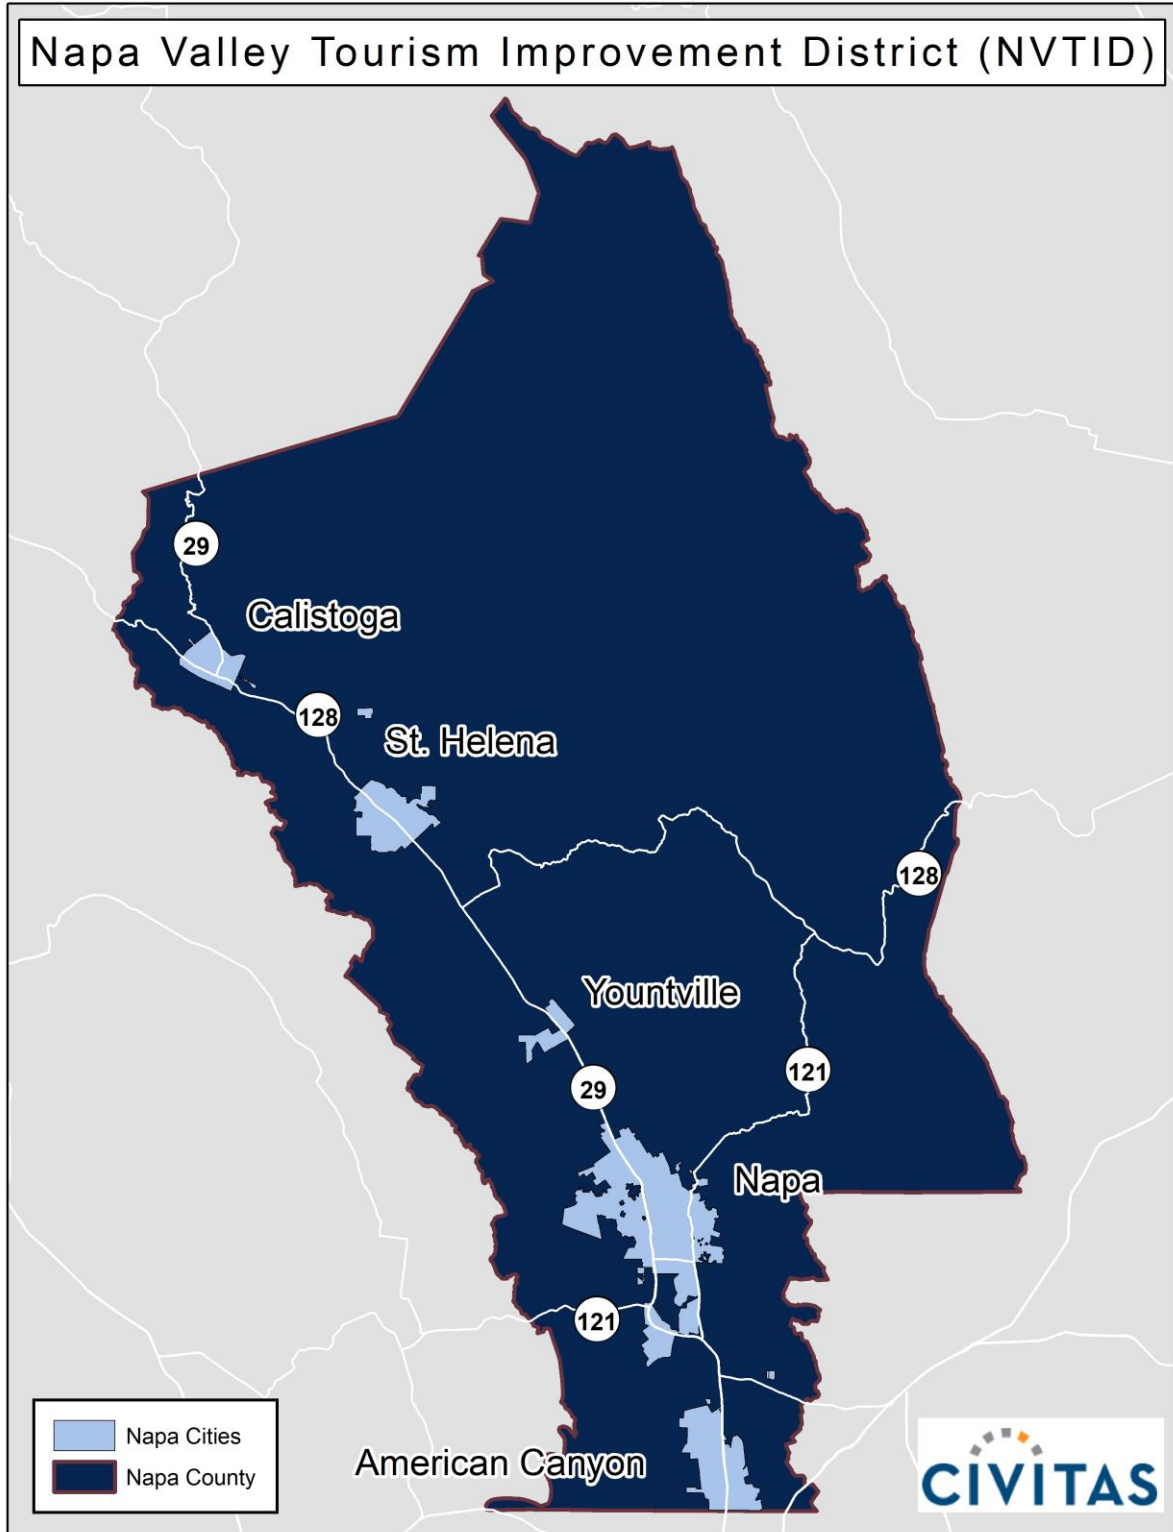 Napa Valley Tourism Improvement District (NVTID)
29
Calistoga
128
St. Helena
128
Yountville
121
29
Napa
121
American Canyon
Napa Cities
Napa County
CIVITAS